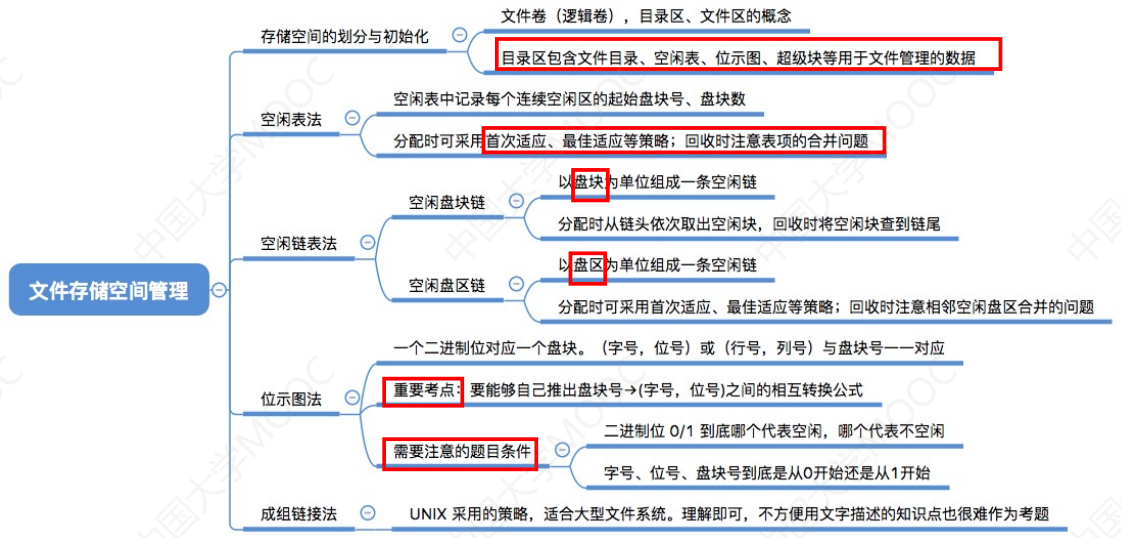 文件卷（逻辑卷），目录区、文件区的概念
存储空间的划分与初始化
目录区包含文件目录、空闲表、位示图、超级块等用于文件管理的数据
空闲表中记录每个连续空闲区的起始盘块号、盘块数
空闲表法
分配时可采用首次适应、最佳适应等策略；回收时注意表项的合并问题
以盘块为单位组成一条空闲链
空闲盘块链
分配时从链头依次取出空闲块，回收时将空闲块查到链尾
空闲链表法
以盘区为单位组成一条空闲链
空闲盘区链
分配时可采用首次适应、最佳适应等策略；回收时注意相邻空闲盘区合并的问题
文件存储空间管理
一个二进制位对应一个盘块。（字号，位号）或（行号，列号）与盘块号一一对应
位示图法
重要考点：要能够自己推出盘块号→(字号，位号)之间的相互转换公式
二进制位 0/1 到底哪个代表空闲，哪个代表不空闲
需要注意的题目条件
字号、位号、盘块号到底是从0开始还是从1开始
成组链接法
UNIX 采用的策略，适合大型文件系统。理解即可，不方便用文字描述的知识点也很难作为考题
中国大学MOOC